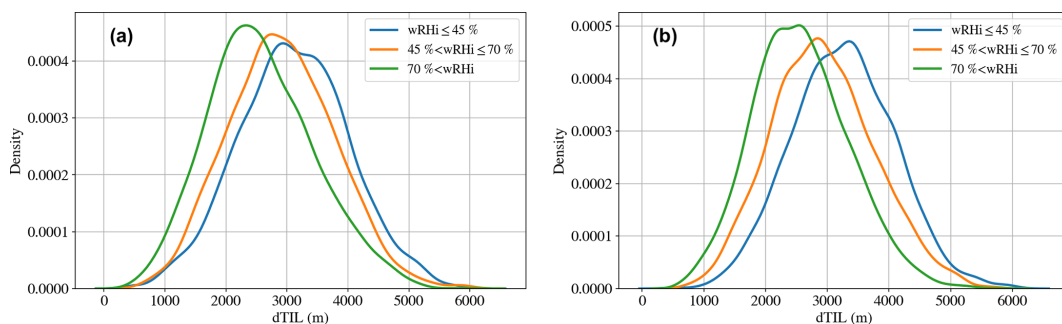 (a)
wRHi ≤ 45 %
45 %<wRHi ≤ 70 %
70 %<wRHi
Density
0.0004
0.0003
0.0002
0.0001
0.0000
0 1000 2000 3000 4000 5000 6000
dTIL (m)
(b)
wRHi ≤ 45 %
45 %<wRHi ≤ 70 %
70 %<wRHi
Density
0.0005
0.0004
0.0003
0.0002
0.0001
0.0000
0 1000 2000 3000 4000 5000 6000
dTIL (m)